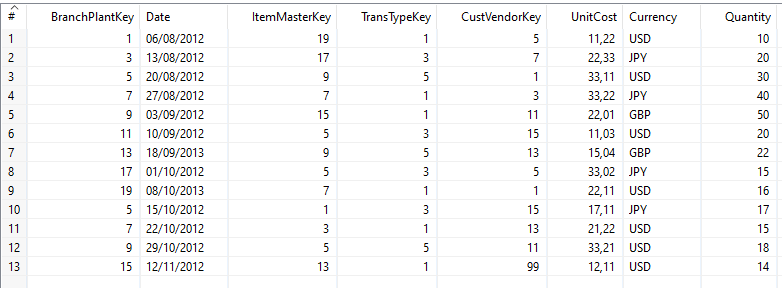 # BranchPlantKey Date ItemMasterKey TransTypeKey CustVendorKey UnitCost Currency Quantity
1 1 06/08/2012 19 1 5 11,22 USD 10
2 3 13/08/2012 17 3 7 22,33 JPY 20
3 5 20/08/2012 9 5 1 33,11 USD 30
4 7 27/08/2012 7 1 3 33,22 JPY 40
5 9 03/09/2012 15 1 11 22,01 GBP 50
6 11 10/09/2012 5 3 15 11,03 USD 20
7 13 18/09/2013 9 5 13 15,04 GBP 22
8 17 01/10/2012 5 3 5 33,02 JPY 15
9 19 08/10/2013 7 1 1 22,11 USD 16
10 5 15/10/2012 1 3 15 17,11 JPY 17
11 7 22/10/2012 3 1 13 21,22 USD 15
12 9 29/10/2012 5 5 11 33,21 USD 18
13 15 12/11/2012 13 1 99 12,11 USD 14